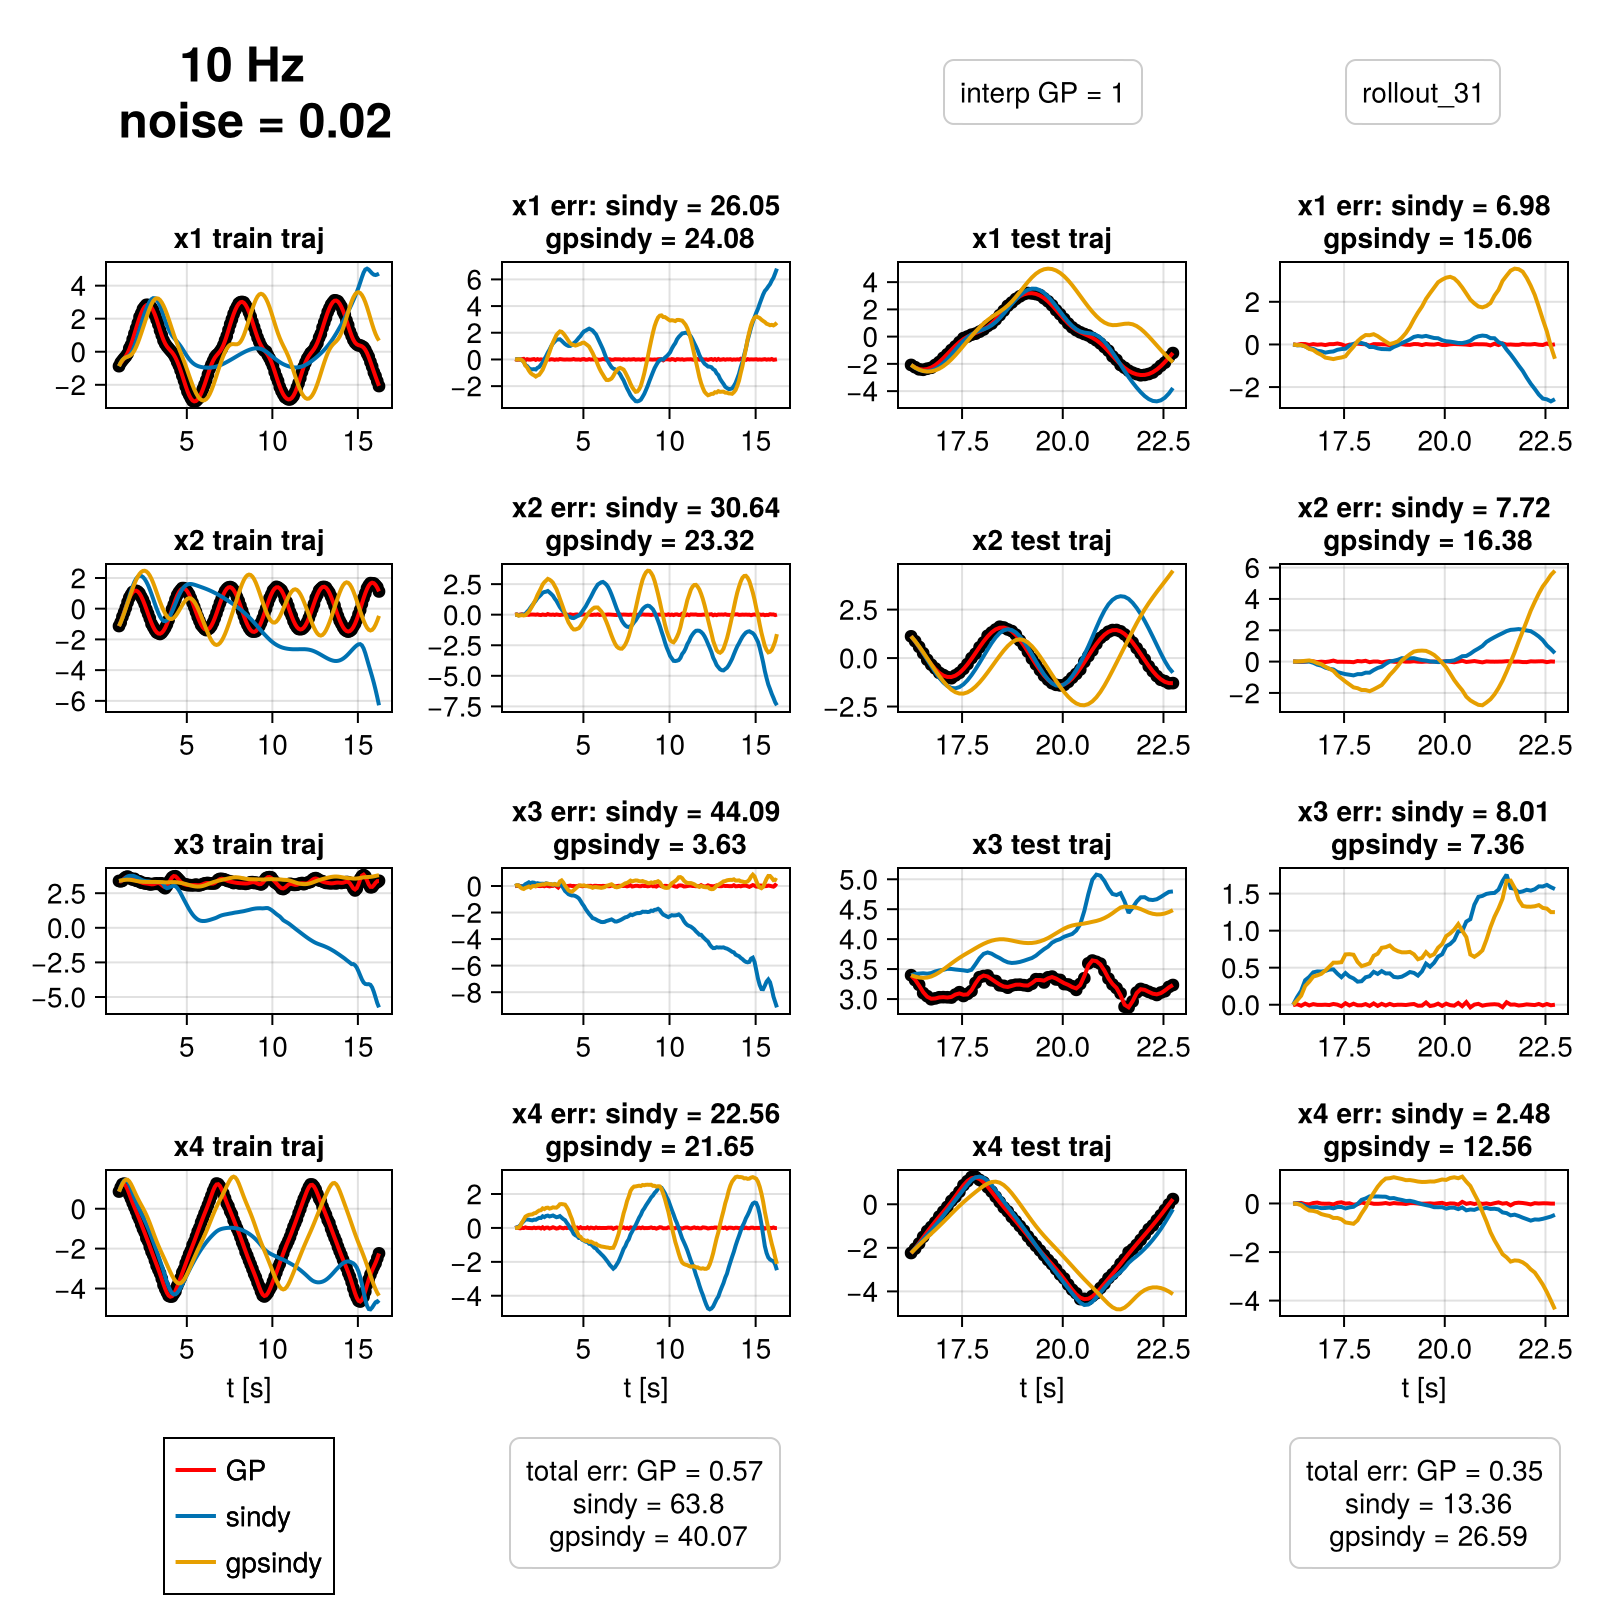 10 Hz
noise = 0.02
interp GP = 1
rollout_31
x1 train traj
4
2
0
−2
5
10
15
x1 err: sindy = 26.05
gpsindy = 24.08
6
4
2
0
−2
5
10
15
x1 test traj
4
2
0
−2
−4
17.5
20.0
22.5
x1 err: sindy = 6.98
gpsindy = 15.06
2
0
−2
17.5
20.0
22.5
x2 train traj
2
0
−2
−4
−6
5
10
15
x2 err: sindy = 30.64
gpsindy = 23.32
2.5
0.0
−2.5
−5.0
−7.5
5
10
15
x2 test traj
2.5
0.0
−2.5
17.5
20.0
22.5
x2 err: sindy = 7.72
gpsindy = 16.38
6
4
2
0
−2
17.5
20.0
22.5
x3 train traj
2.5
0.0
−2.5
−5.0
5
10
15
x3 err: sindy = 44.09
gpsindy = 3.63
0
−2
−4
−6
−8
5
10
15
x3 test traj
5.0
4.5
4.0
3.5
3.0
17.5
20.0
22.5
x3 err: sindy = 8.01
gpsindy = 7.36
1.5
1.0
0.5
0.0
17.5
20.0
22.5
x4 train traj
0
−2
−4
5
10
15
t [s]
x4 err: sindy = 22.56
gpsindy = 21.65
2
0
−2
−4
5
10
15
t [s]
x4 test traj
0
−2
−4
17.5
20.0
22.5
t [s]
x4 err: sindy = 2.48
gpsindy = 12.56
0
−2
−4
17.5
20.0
22.5
t [s]
GP
sindy
gpsindy
total err: GP = 0.57
sindy = 63.8
gpsindy = 40.07
total err: GP = 0.35
sindy = 13.36
gpsindy = 26.59